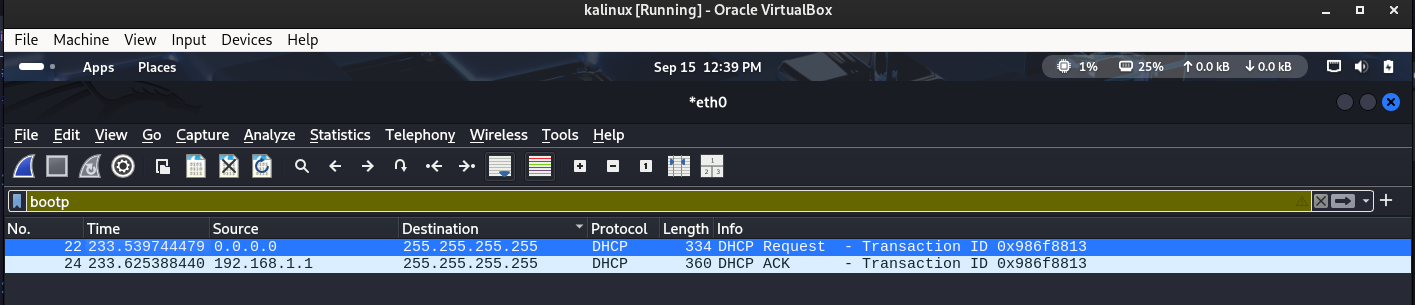 kalinux [Running] - Oracle VirtualBox
File Machine View Input Devices Help
Apps Places Sep 15 12:39 PM 1% 25% 0.0 kB 0.0 kB
*eth0
File Edit View Go Capture Analyze Statistics Telephony Wireless Tools Help
bootp
No. Time Source Destination Protocol Length Info
22 233.539744479 0.0.0.0 255.255.255.255 DHCP 334 DHCP Request - Transaction ID 0x986f8813
24 233.625388440 192.168.1.1 255.255.255.255 DHCP 360 DHCP ACK - Transaction ID 0x986f8813